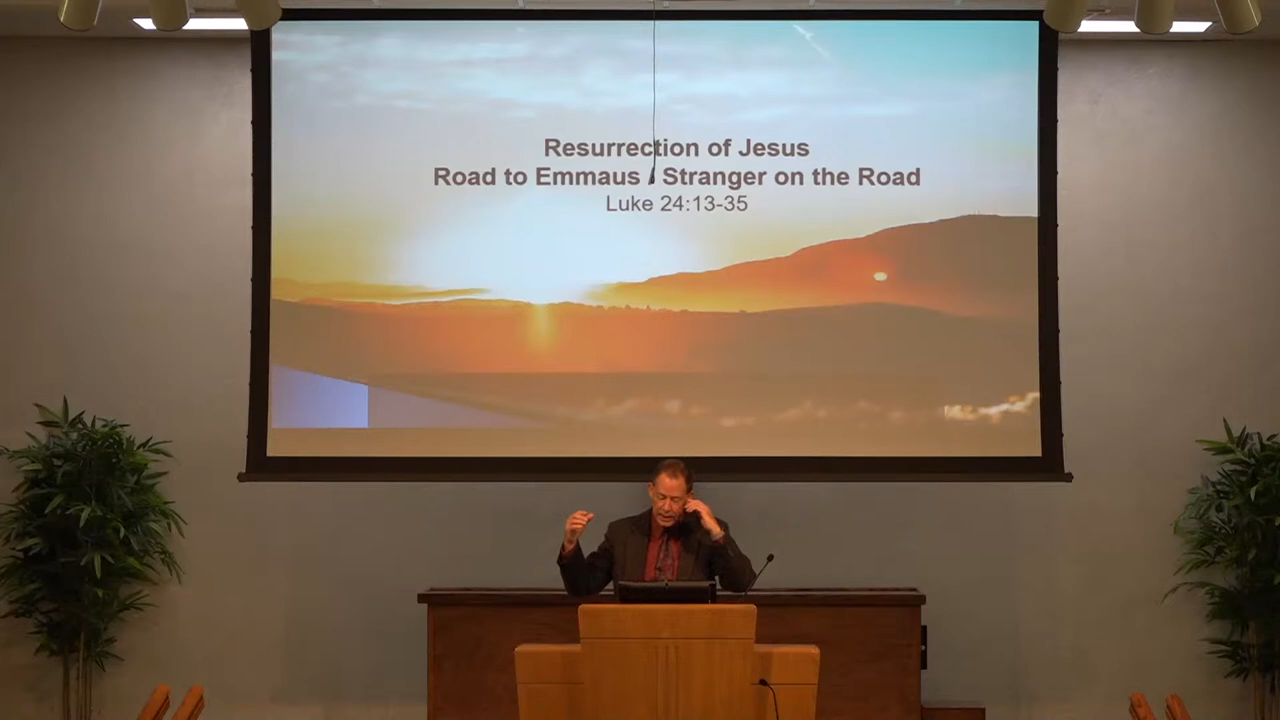 Resurrection of Jesus
Road to Emmaus / Stranger on the Road
Luke 24:13-35